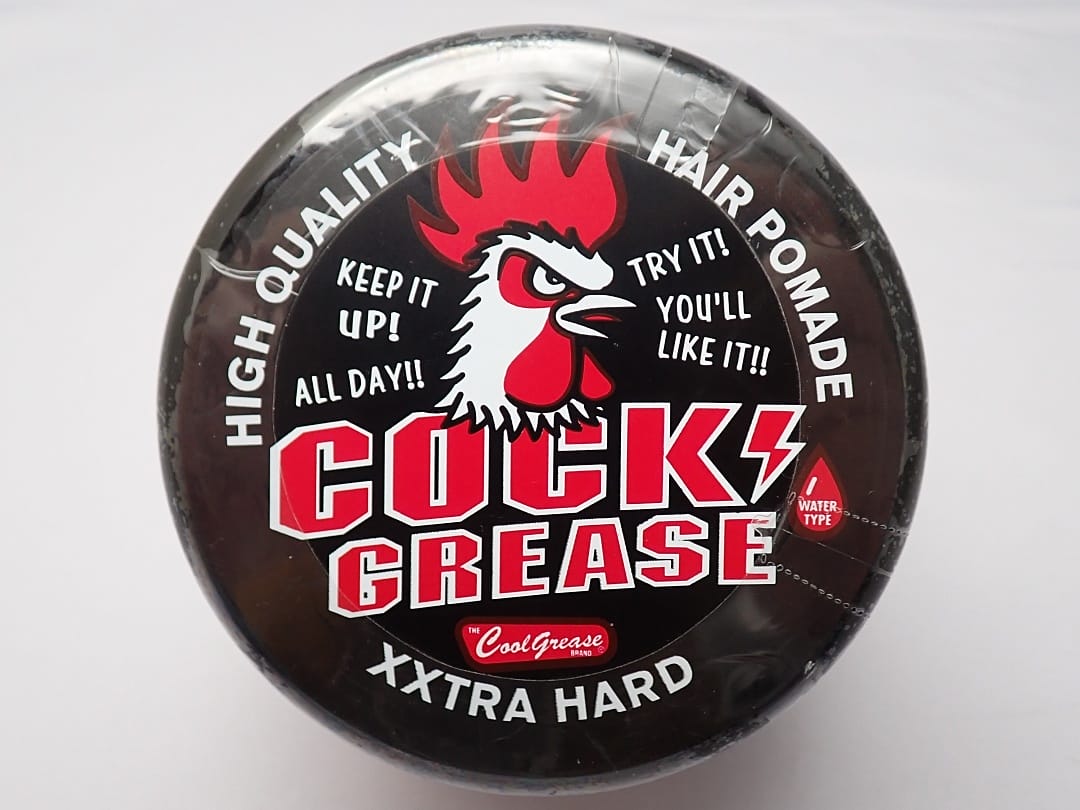 HIGH QUALITY
HAIR POMADE
KEEP IT
UP!
ALL DAY!!
TRY IT!
YOU'LL
LIKE IT!!
COCK
GREASE
WATER
TYPE
THE
Cool Grease
BRAND
XXTRA HARD